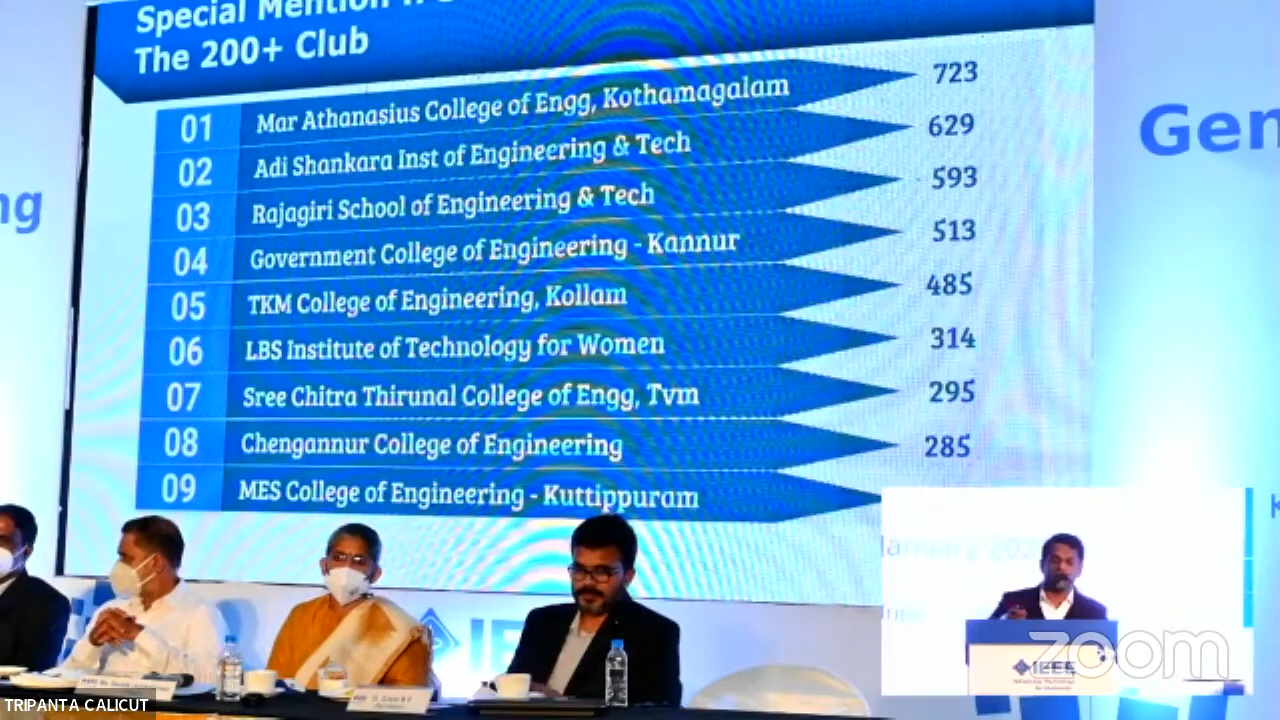 Special Mention
The 200+ Club
01 Mar Athanasius College of Engg, Kothamagalam 723
02 Adi Shankara Inst of Engineering & Tech 629
03 Rajagiri School of Engineering & Tech 593
04 Government College of Engineering - Kannur 513
05 TKM College of Engineering, Kollam 485
06 LBS Institute of Technology for Women 314
07 Sree Chitra Thirunal College of Engg, Tvm 295
08 Chengannur College of Engineering 285
09 MES College of Engineering - Kuttippuram
ng
Gen
January
IEEE
zoom
TRIPANTA CALICUT